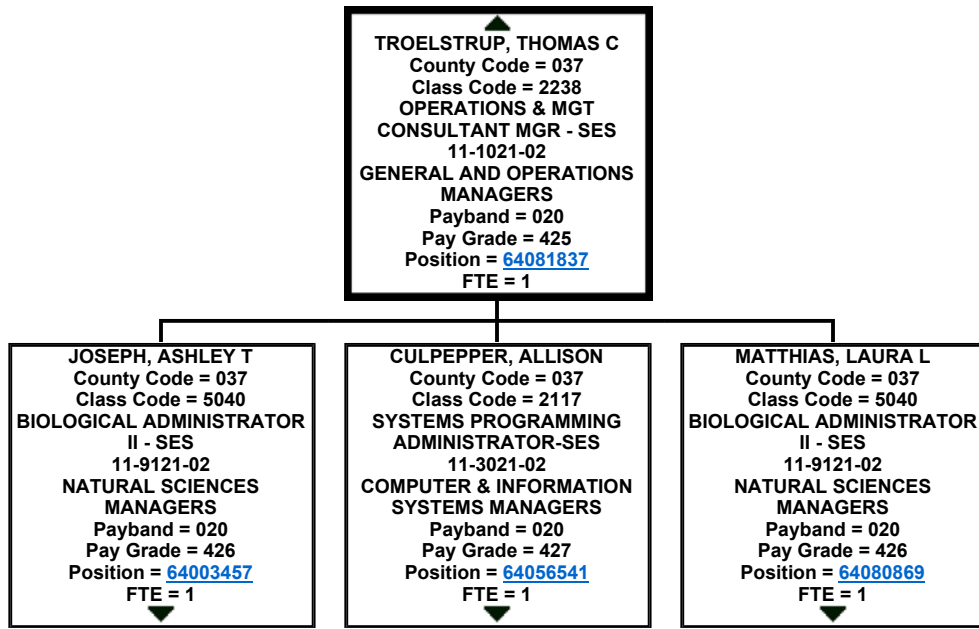 TROELSTRUP, THOMAS C
County Code = 037
Class Code = 2238
OPERATIONS & MGT
CONSULTANT MGR - SES
11-1021-02
GENERAL AND OPERATIONS
MANAGERS
Payband = 020
Pay Grade = 425
Position = 64081837
FTE = 1
JOSEPH, ASHLEY T
County Code = 037
Class Code = 5040
BIOLOGICAL ADMINISTRATOR
II - SES
11-9121-02
NATURAL SCIENCES
MANAGERS
Payband = 020
Pay Grade = 426
Position = 64003457
FTE = 1
CULPEPPER, ALLISON
County Code = 037
Class Code = 2117
SYSTEMS PROGRAMMING
ADMINISTRATOR-SES
11-3021-02
COMPUTER & INFORMATION
SYSTEMS MANAGERS
Payband = 020
Pay Grade = 427
Position = 64056541
FTE = 1
MATTHIAS, LAURA L
County Code = 037
Class Code = 5040
BIOLOGICAL ADMINISTRATOR
II - SES
11-9121-02
NATURAL SCIENCES
MANAGERS
Payband = 020
Pay Grade = 426
Position = 64080869
FTE = 1